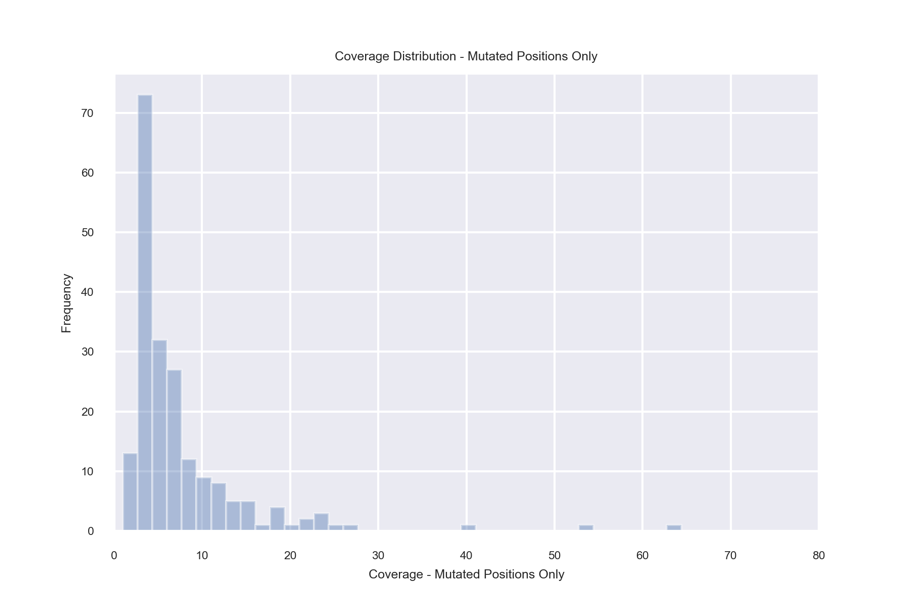 Coverage Distribution - Mutated Positions Only
70
60
50
40
30
20
10
0
Frequency
0 10 20 30 40 50 60 70 80
Coverage - Mutated Positions Only